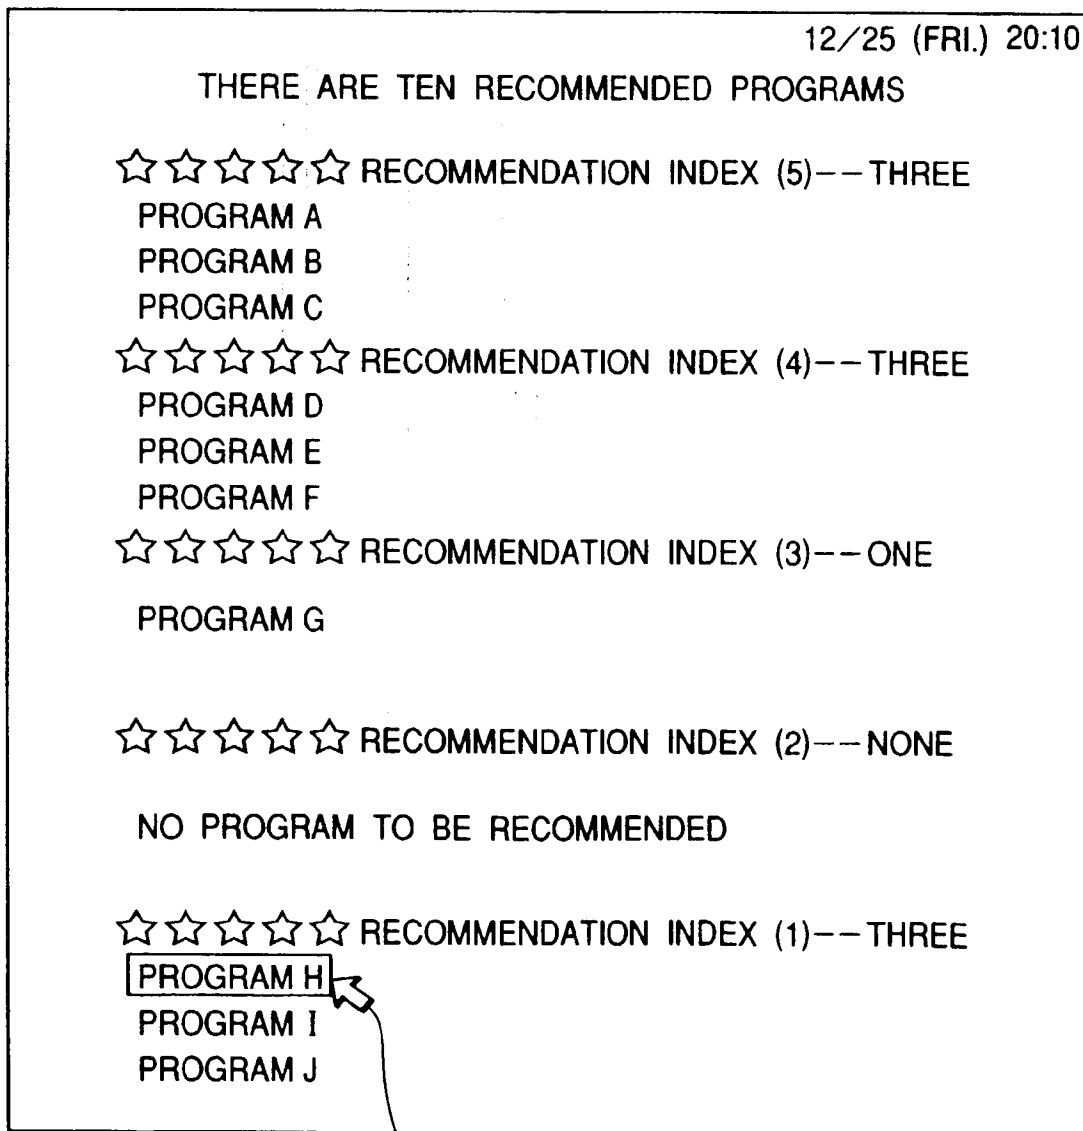 12/25 (FRI.) 20:10
THERE ARE TEN RECOMMENDED PROGRAMS
☆☆☆☆☆ RECOMMENDATION INDEX (5)--THREE
PROGRAM A
PROGRAM B
PROGRAM C
☆☆☆☆☆ RECOMMENDATION INDEX (4)--THREE
PROGRAM D
PROGRAM E
PROGRAM F
☆☆☆☆☆ RECOMMENDATION INDEX (3)--ONE
PROGRAM G
☆☆☆☆☆ RECOMMENDATION INDEX (2)--NONE
NO PROGRAM TO BE RECOMMENDED
☆☆☆☆☆ RECOMMENDATION INDEX (1)--THREE
PROGRAM H
PROGRAM I
PROGRAM J